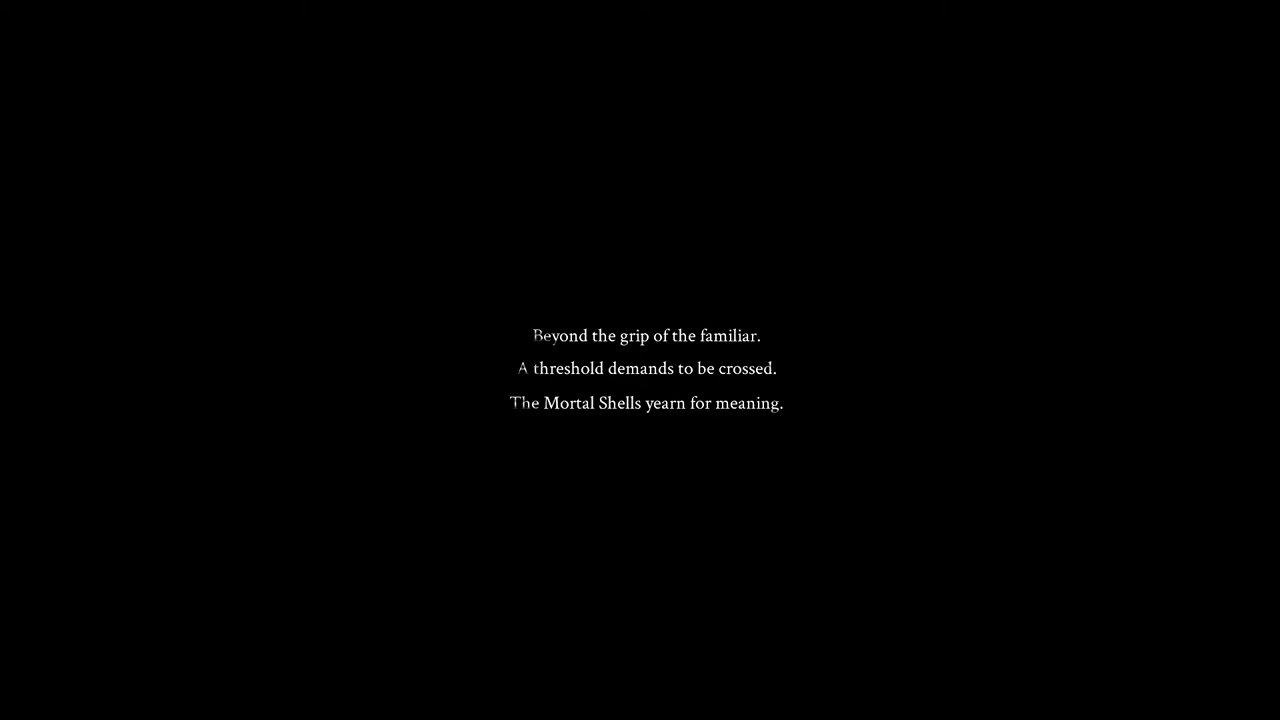 Beyond the grip of the familiar.
A threshold demands to be crossed.
The Mortal Shells yearn for meaning.